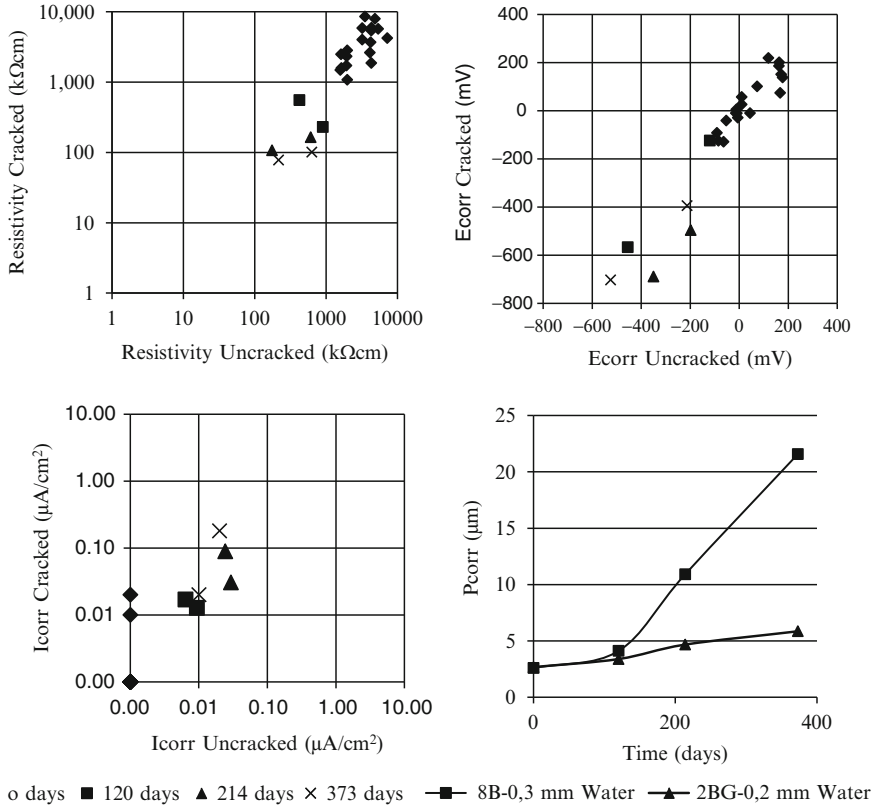 10,000
1,000
100
10
1
Resistivity Cracked (kΩcm)
1 10 100 1000 10000
Resistivity Uncracked (kΩcm)
400
200
0
−200
−400
−600
−800
Ecorr Cracked (mV)
−800 −600 −400 −200 0 200 400
Ecorr Uncracked (mV)
10.00
1.00
0.10
0.01
0.00
Icorr Cracked (μA/cm²)
0.00 0.01 0.10 1.00 10.00
Icorr Uncracked (μA/cm²)
25
20
15
10
5
0
Pcorr (μm)
0 200 400
Time (days)
o days 120 days 214 days 373 days 8B-0,3 mm Water 2BG-0,2 mm Water